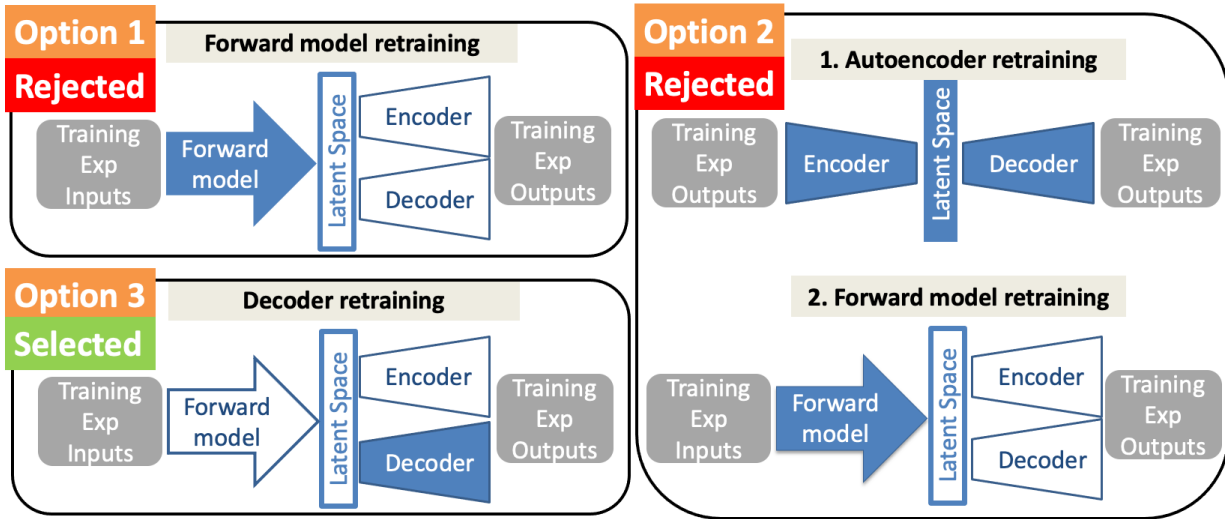 Option 1
Rejected
Forward model retraining
Training
Exp
Inputs
Forward
model
Latent Space
Encoder
Decoder
Training
Exp
Outputs
Option 2
Rejected
1. Autoencoder retraining
Training
Exp
Outputs
Encoder
Latent Space
Decoder
Training
Exp
Outputs
2. Forward model retraining
Training
Exp
Inputs
Forward
model
Latent Space
Encoder
Decoder
Training
Exp
Outputs
Option 3
Selected
Decoder retraining
Training
Exp
Inputs
Forward
model
Latent Space
Encoder
Decoder
Training
Exp
Outputs